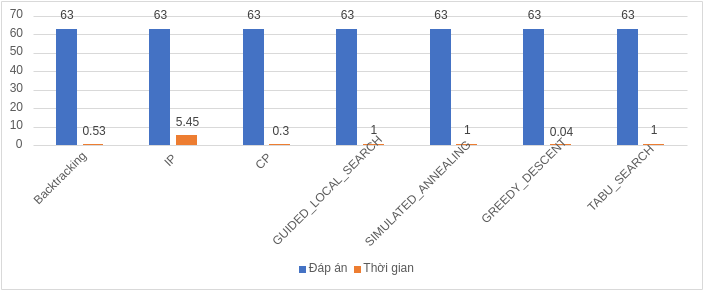 70
63 63 63 63 63 63 63
60
50
40
30
20
10
0
0.53 5.45 0.3 1 1 0.04 1
Backtracking
IP
CP
GUIDED_LOCAL_SEARCH
SIMULATED_ANNEALING
GREEDY_DESCENT
TABU_SEARCH
Đáp án Thời gian